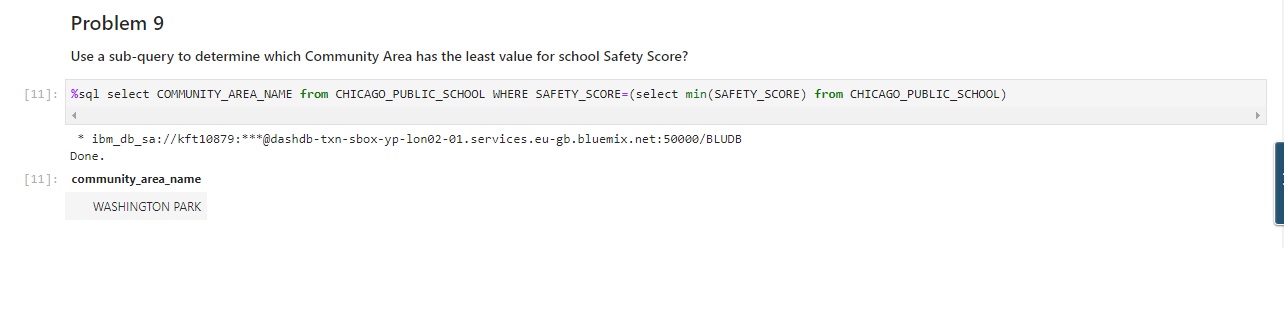 Problem 9
Use a sub-query to determine which Community Area has the least value for school Safety Score?
[11]: %sql select COMMUNITY_AREA_NAME from CHICAGO_PUBLIC_SCHOOL WHERE SAFETY_SCORE=(select min(SAFETY_SCORE) from CHICAGO_PUBLIC_SCHOOL)
* ibm_db_sa://kft10879:***@dashdb-txn-sbox-yp-lon02-01.services.eu-gb.bluemix.net:50000/BLUDB
Done.
[11]: community_area_name
WASHINGTON PARK